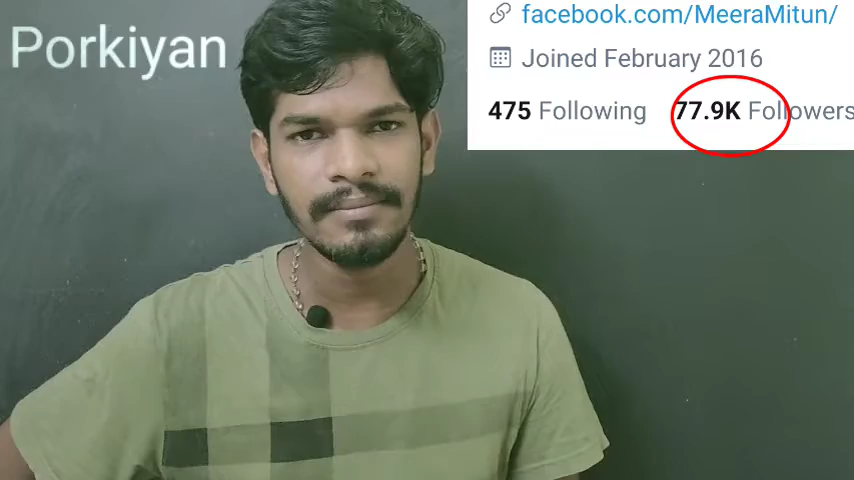 Porkiyan
facebook.com/MeeraMitun/
Joined February 2016
475 Following 77.9K Followers